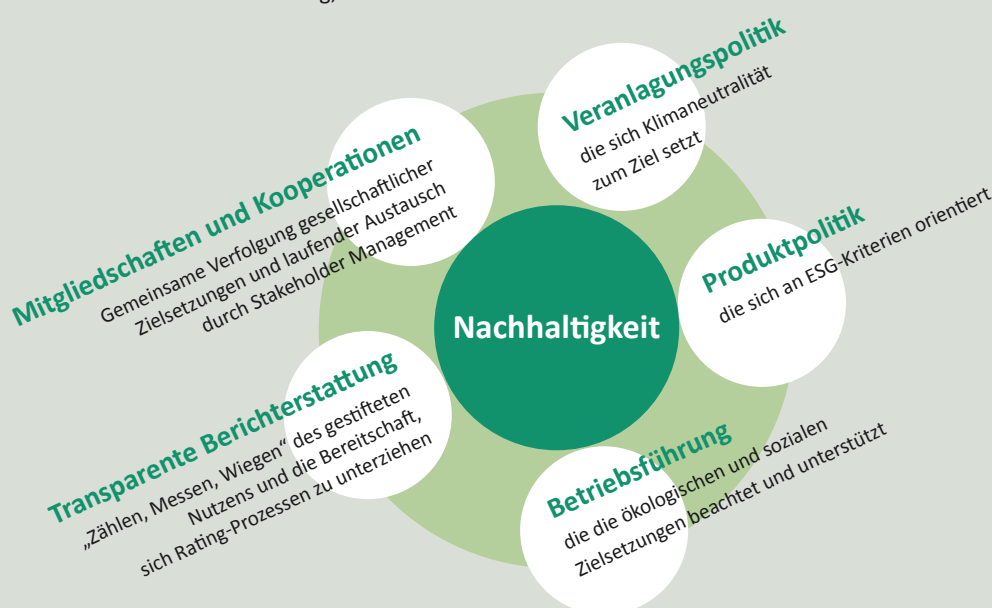 Veranlagungspolitik
die sich Klimaneutralität
zum Ziel setzt
Mitgliedschaften und Kooperationen
Gemeinsame Verfolgung gesellschaftlicher
Zielsetzungen und laufender Austausch
durch Stakeholder Management
Produktpolitik
die sich an ESG-Kriterien orientiert
Nachhaltigkeit
Transparente Berichterstattung
„Zählen, Messen, Wiegen“ des gestifteten
Nutzens und die Bereitschaft,
sich Rating-Prozessen zu unterziehen
Betriebsführung
die die ökologischen und sozialen
Zielsetzungen beachtet und unterstützt